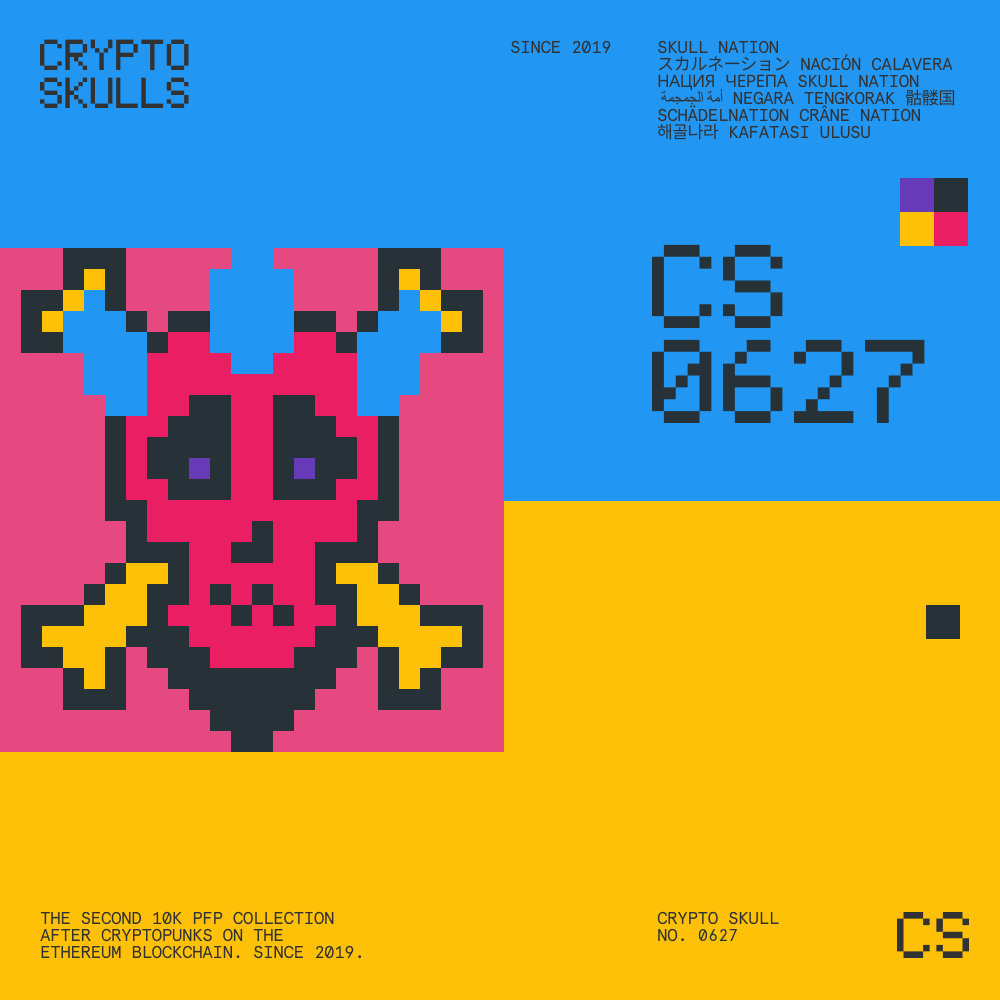 CRYPTO
SKULLS
SINCE 2019
SKULL NATION
スカルネーション NACIÓN CALAVERA
НАЦИЯ ЧЕРЕПА SKULL NATION
أمة الجمجمة NEGARA TENGKORAK 骷髅国
SCHÄDELNATION CRÂNE NATION
해골나라 KAFATASI ULUSU
CS
0627
THE SECOND 10K PFP COLLECTION
AFTER CRYPTOPUNKS ON THE
ETHEREUM BLOCKCHAIN. SINCE 2019.
CRYPTO SKULL
NO. 0627
CS